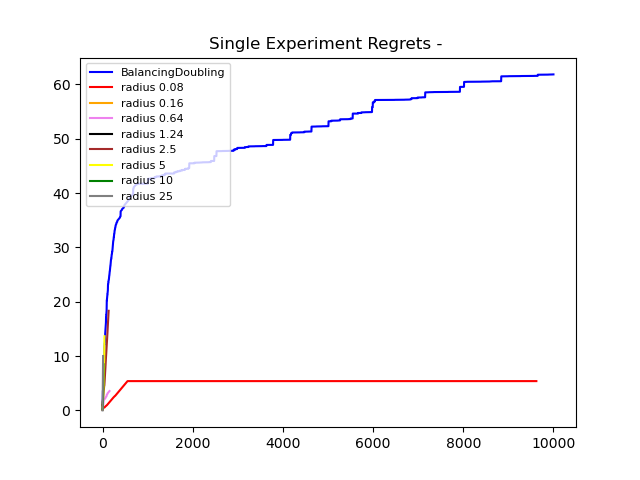 Single Experiment Regrets -
BalancingDoubling
radius 0.08
radius 0.16
radius 0.64
radius 1.24
radius 2.5
radius 5
radius 10
radius 25
60
50
40
30
20
10
0
0 2000 4000 6000 8000 10000